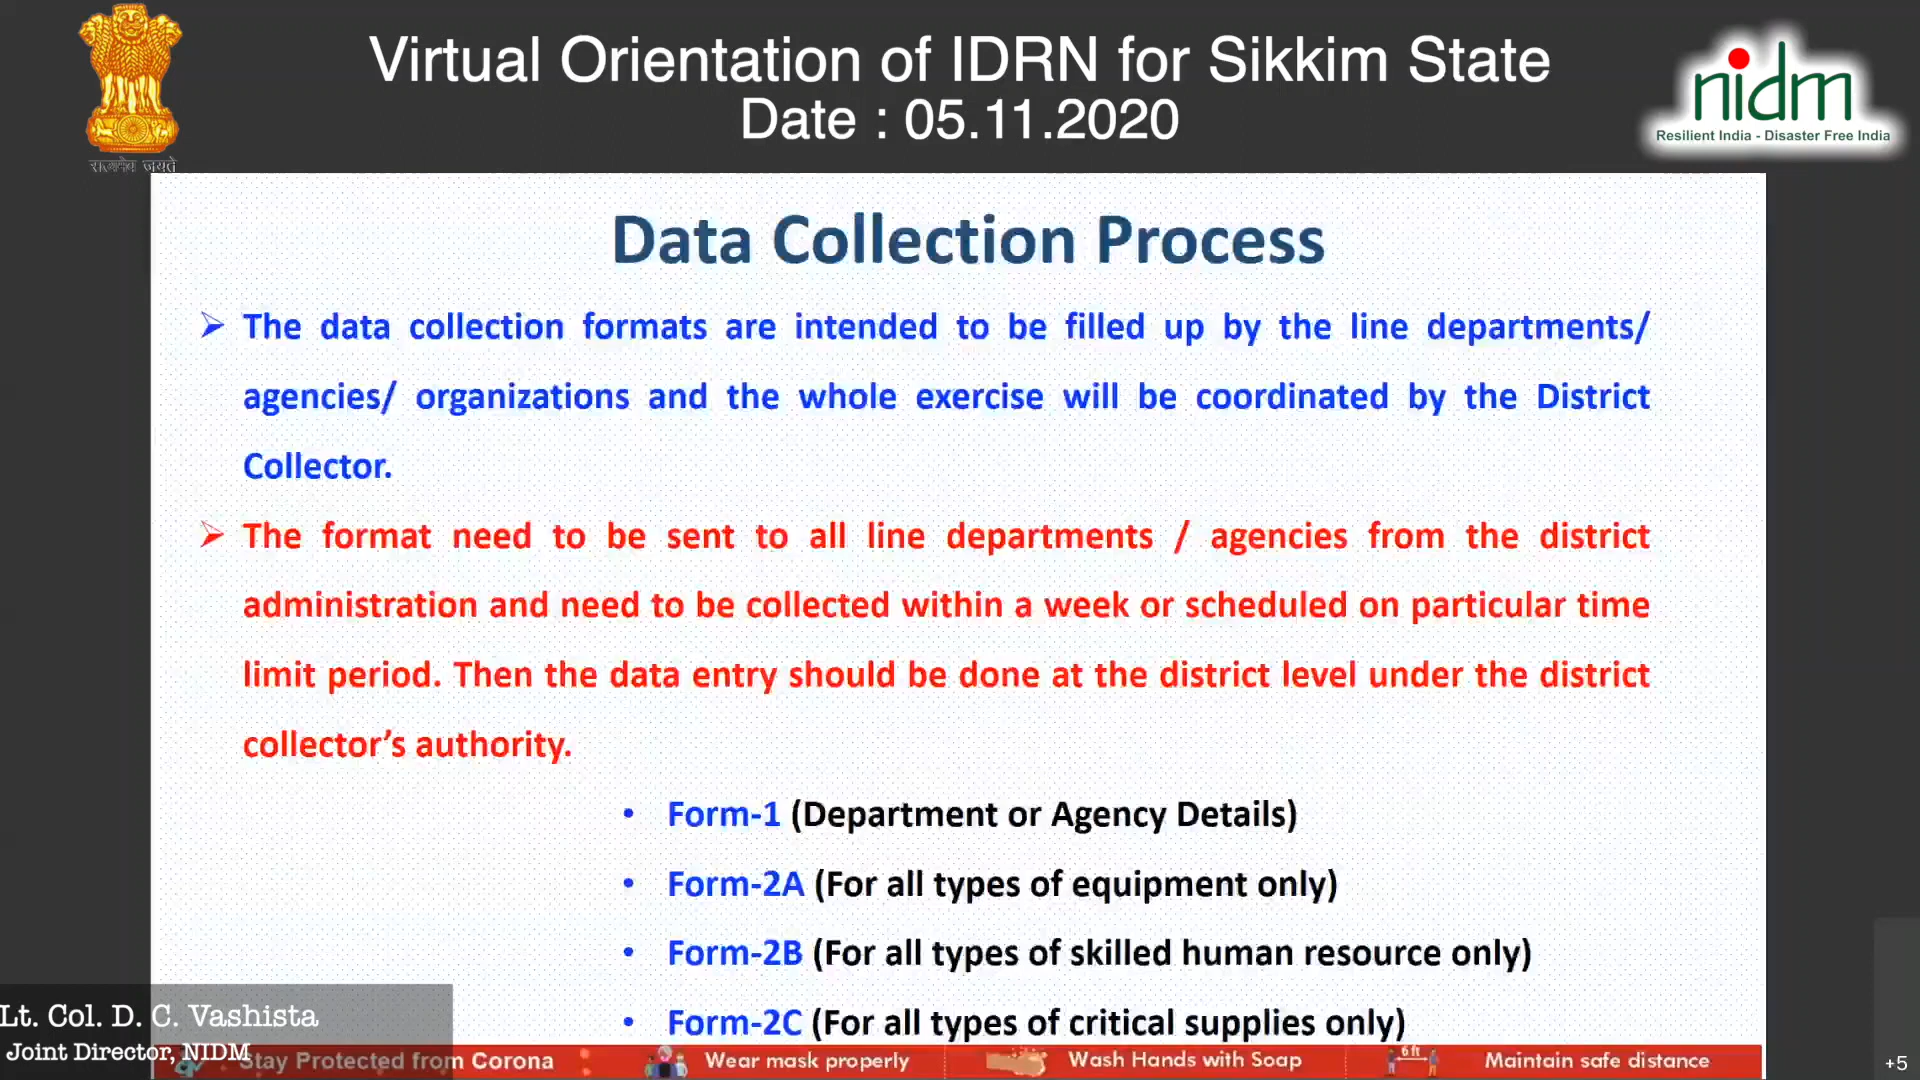 Virtual Orientation of IDRN for Sikkim State
Date : 05.11.2020
सत्यमेव जयते
nidm
Resilient India - Disaster Free India
Data Collection Process
The data collection formats are intended to be filled up by the line departments/
agencies/ organizations and the whole exercise will be coordinated by the District
Collector.
The format need to be sent to all line departments / agencies from the district
administration and need to be collected within a week or scheduled on particular time
limit period. Then the data entry should be done at the district level under the district
collector’s authority.
• Form-1 (Department or Agency Details)
• Form-2A (For all types of equipment only)
• Form-2B (For all types of skilled human resource only)
• Form-2C (For all types of critical supplies only)
Lt. Col. D. C. Vashista
Joint Director, NIDM
Stay Protected from Corona
Wear mask properly
Wash Hands with Soap
6 ft
Maintain safe distance
+5